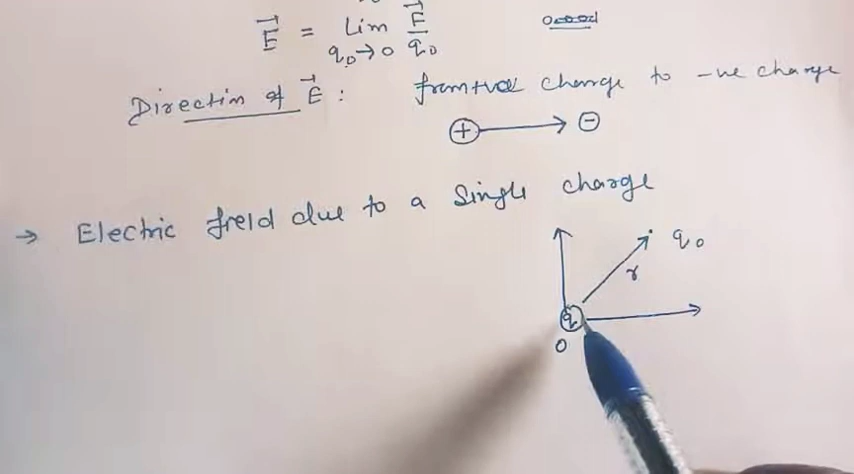 E⃗ = Lim F⃗
q₀→0 q₀
Direction of E⃗ : from +ve charge to -ve charge
+ → -
→ Electric field due to a single charge
q₀
r
q
O